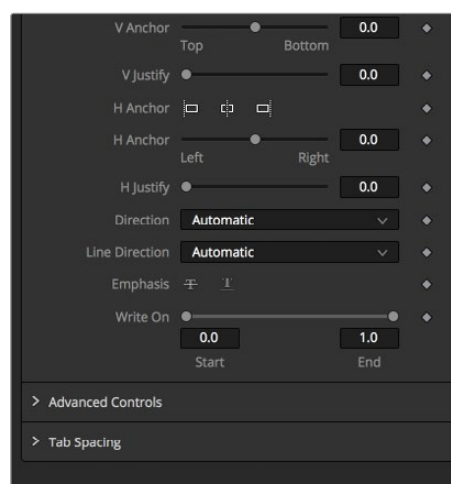 V Anchor 0.0
Top Bottom
V Justify 0.0
H Anchor
H Anchor 0.0
Left Right
H Justify 0.0
Direction Automatic
Line Direction Automatic
Emphasis T T
Write On
0.0 1.0
Start End
> Advanced Controls
> Tab Spacing